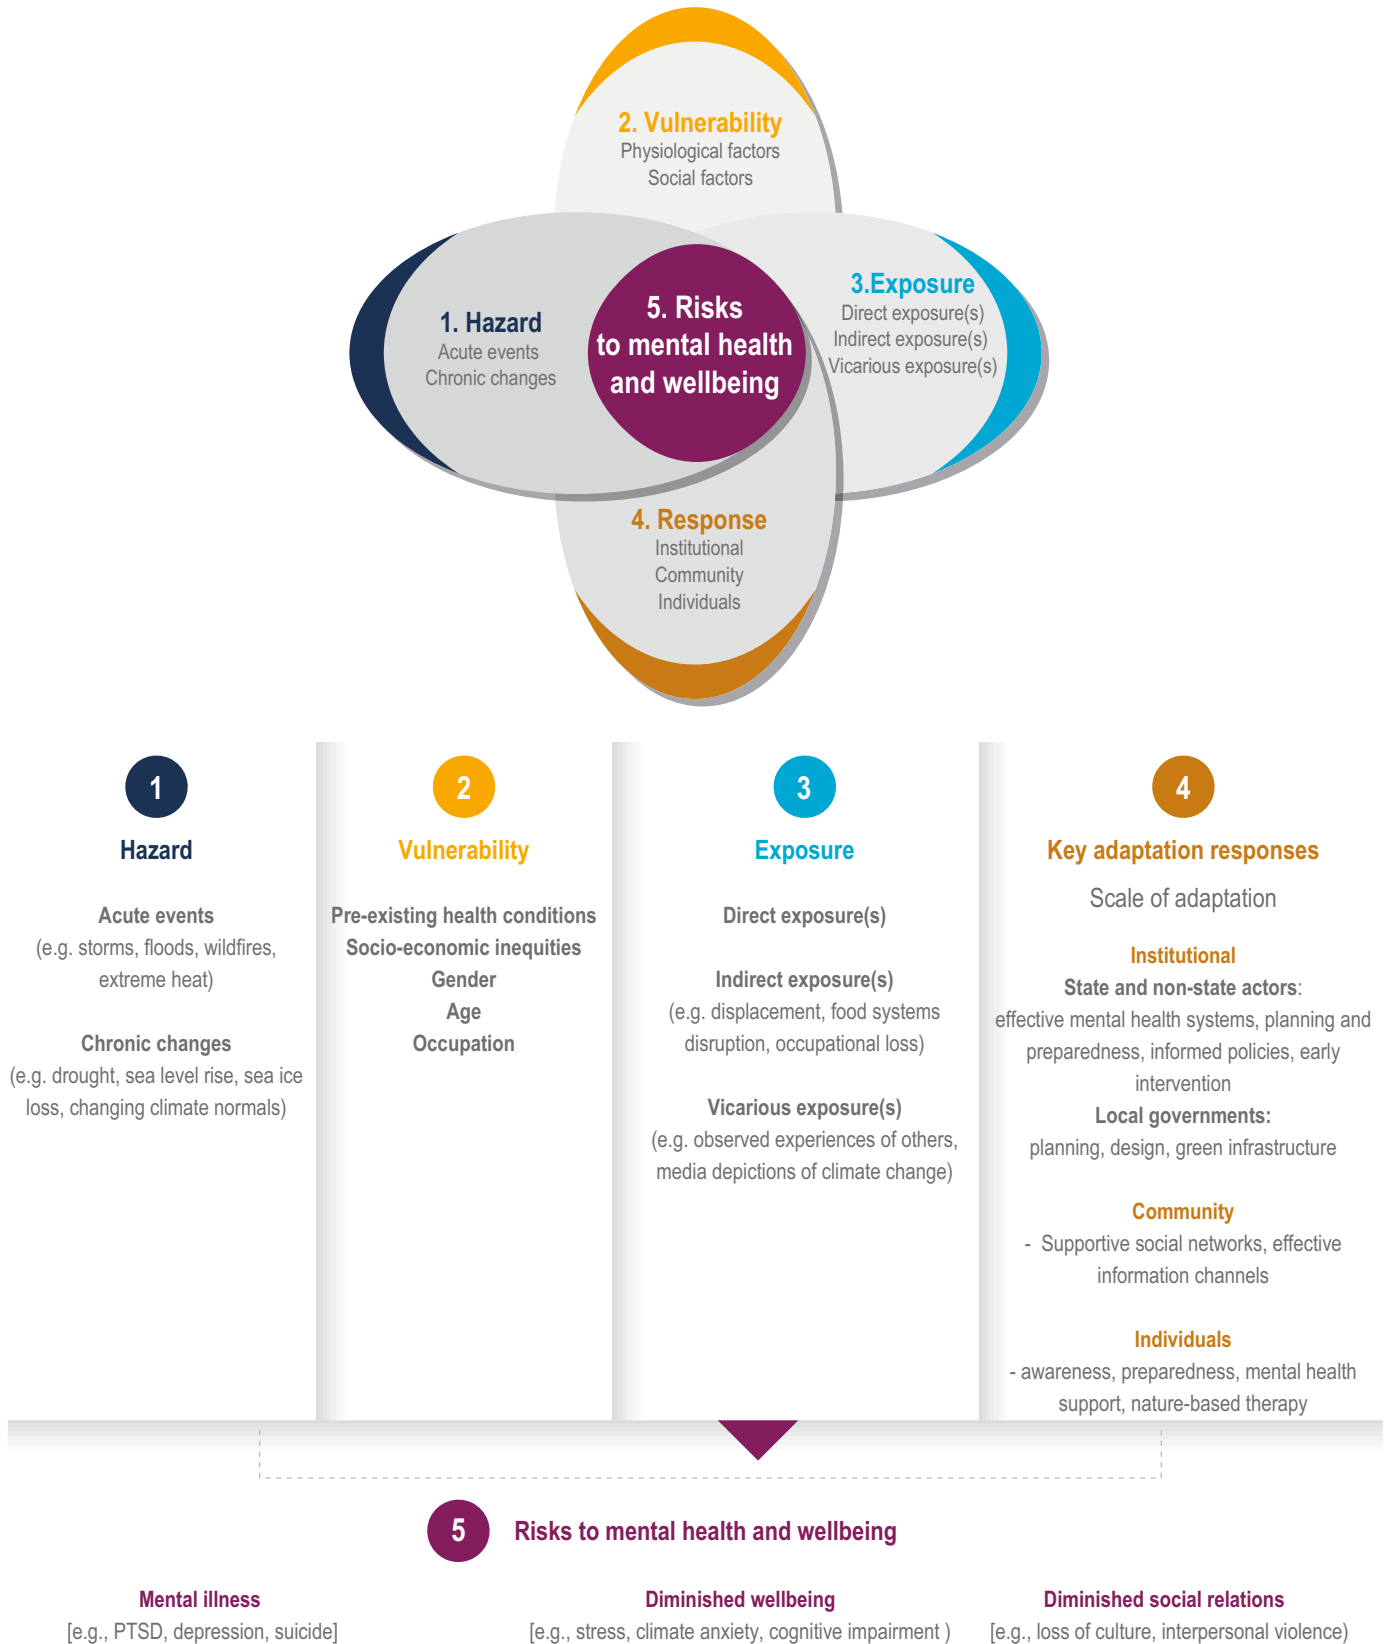 2. Vulnerability
Physiological factors
Social factors
1. Hazard
Acute events
Chronic changes
5. Risks
to mental health
and wellbeing
3.Exposure
Direct exposure(s)
Indirect exposure(s)
Vicarious exposure(s)
4. Response
Institutional
Community
Individuals
1
Hazard
Acute events
(e.g. storms, floods, wildfires,
extreme heat)
Chronic changes
(e.g. drought, sea level rise, sea ice
loss, changing climate normals)
2
Vulnerability
Pre-existing health conditions
Socio-economic inequities
Gender
Age
Occupation
3
Exposure
Direct exposure(s)
Indirect exposure(s)
(e.g. displacement, food systems
disruption, occupational loss)
Vicarious exposure(s)
(e.g. observed experiences of others,
media depictions of climate change)
4
Key adaptation responses
Scale of adaptation
Institutional
State and non-state actors:
effective mental health systems, planning and
preparedness, informed policies, early
intervention
Local governments:
planning, design, green infrastructure
Community
- Supportive social networks, effective
information channels
Individuals
- awareness, preparedness, mental health
support, nature-based therapy
5
Risks to mental health and wellbeing
Mental illness
[e.g., PTSD, depression, suicide]
Diminished wellbeing
[e.g., stress, climate anxiety, cognitive impairment )
Diminished social relations
[e.g., loss of culture, interpersonal violence)